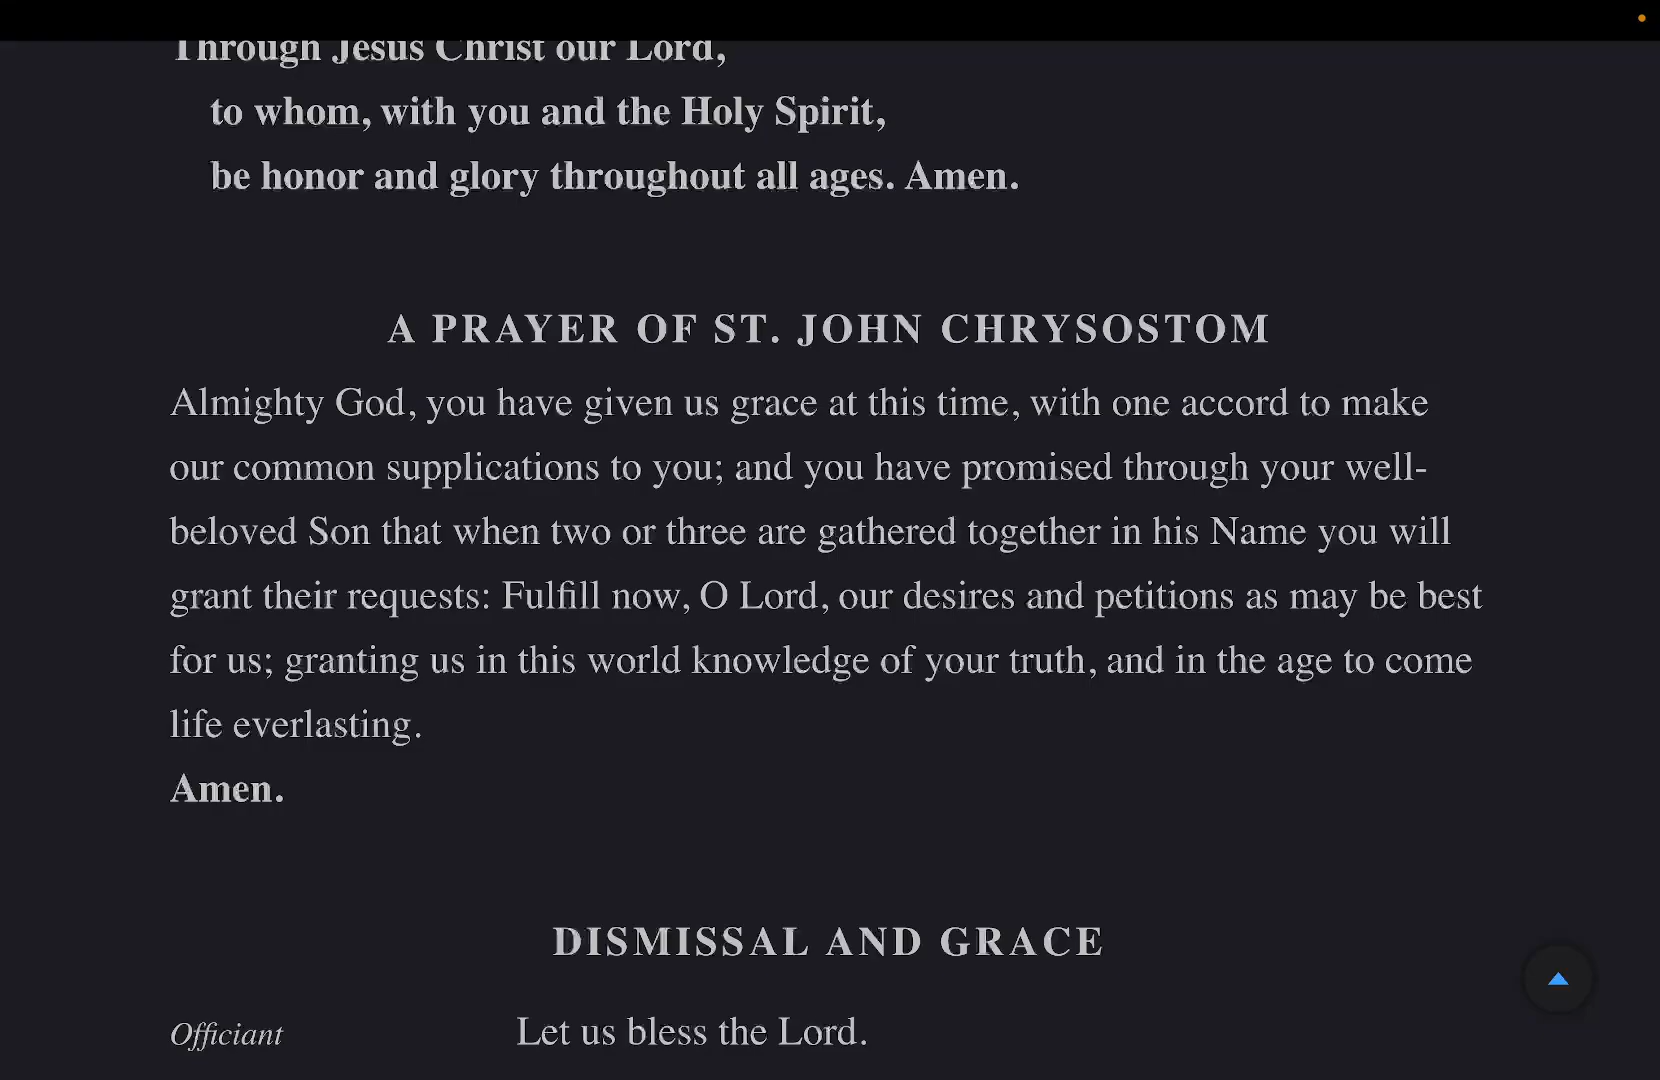 Through Jesus Christ our Lord,
to whom, with you and the Holy Spirit,
be honor and glory throughout all ages. Amen.
A PRAYER OF ST. JOHN CHRYSOSTOM
Almighty God, you have given us grace at this time, with one accord to make
our common supplications to you; and you have promised through your well-
beloved Son that when two or three are gathered together in his Name you will
grant their requests: Fulfill now, O Lord, our desires and petitions as may be best
for us; granting us in this world knowledge of your truth, and in the age to come
life everlasting.
Amen.
DISMISSAL AND GRACE
Officiant Let us bless the Lord.